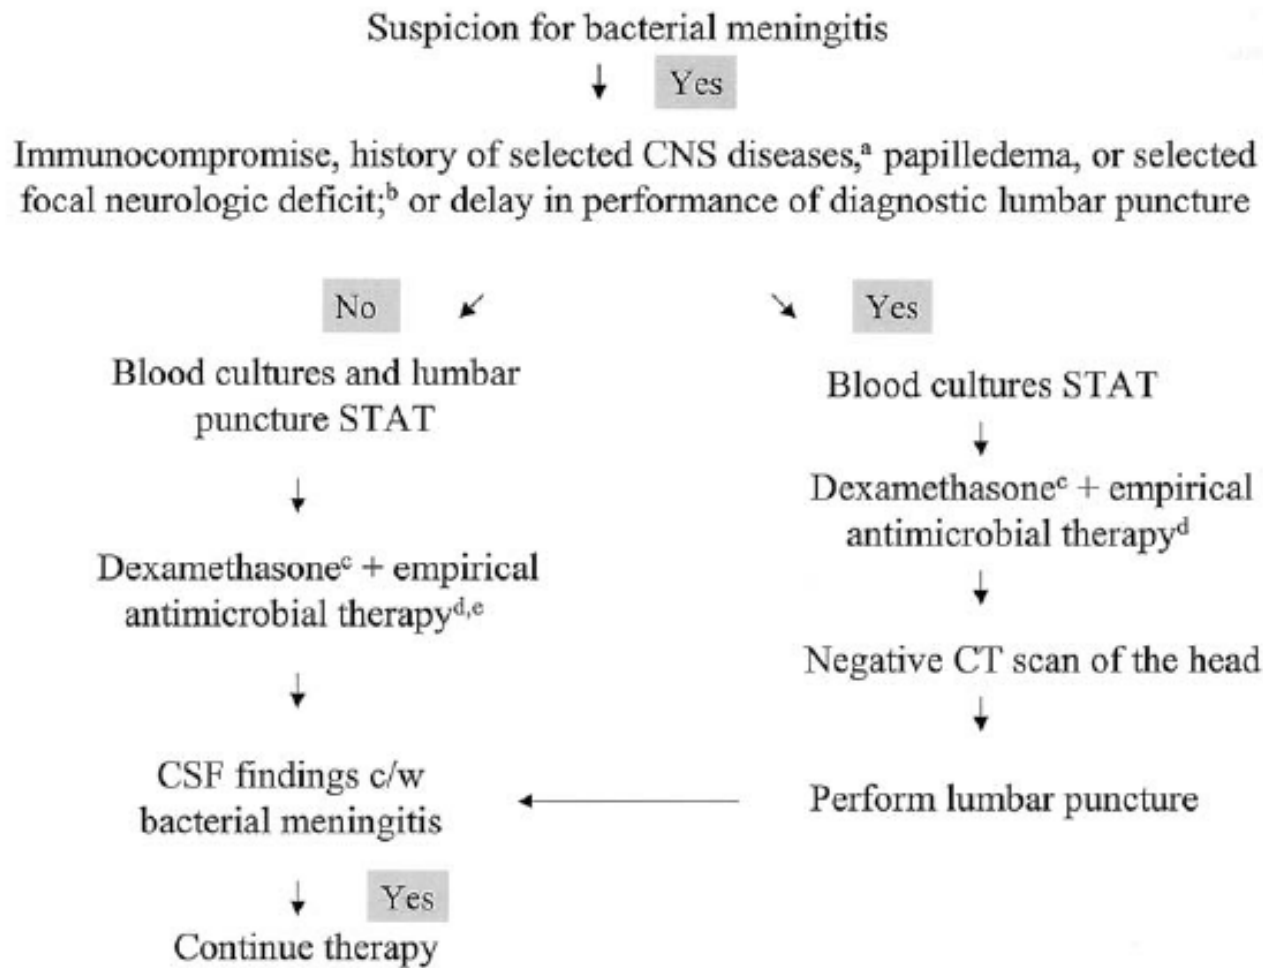 Suspicion for bacterial meningitis
Yes
Immunocompromise, history of selected CNS diseases,ᵃ papilledema, or selected
focal neurologic deficit;ᵇ or delay in performance of diagnostic lumbar puncture
No
Yes
Blood cultures and lumbar
puncture STAT
Dexamethasoneᶜ + empirical
antimicrobial therapyᵈ,ᵉ
CSF findings c/w
bacterial meningitis
Yes
Continue therapy
Blood cultures STAT
Dexamethasoneᶜ + empirical
antimicrobial therapyᵈ
Negative CT scan of the head
Perform lumbar puncture